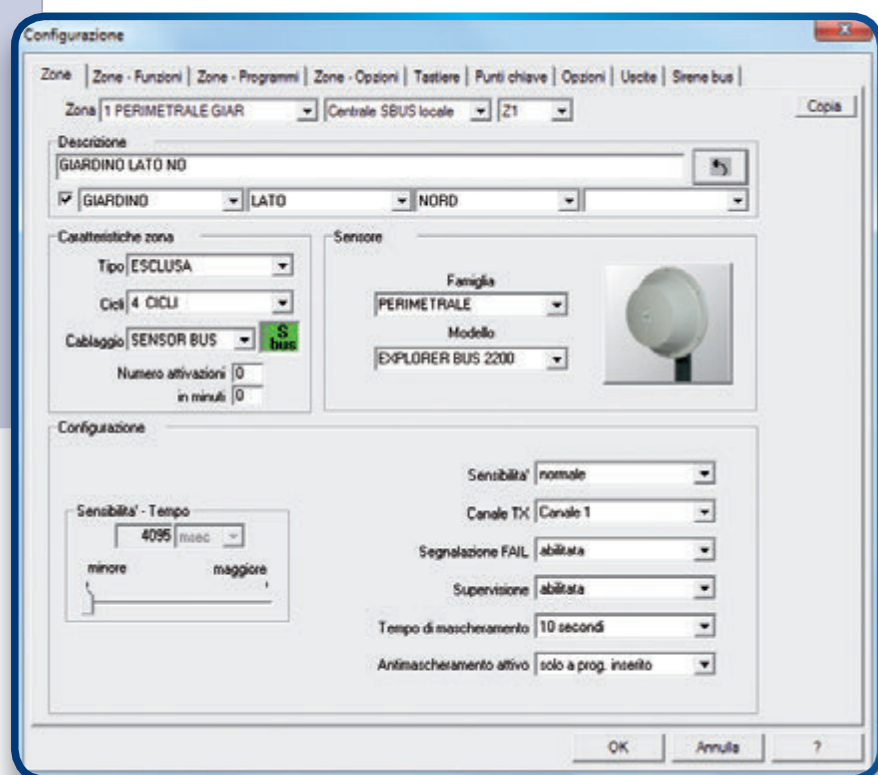 Configurazione
Zone Zone - Funzioni Zone - Programmi Zone - Opzioni Tastiere Punti chiave Opzioni Uscite Sirene bus
Zona 1 PERIMETRALE GIAR Centrale SBUS locale Z1 Copia
Descrizione
GIARDINO LATO NO
GIARDINO LATO NORD
Caratteristiche zona Sensore
Tipo ESCLUSA
Famiglia
Cicli 4 CICLI PERIMETRALE
Modello
Cablaggio SENSOR BUS S bus
EXPLORER BUS 2200
Numero attivazioni 0
in minuti 0
Configurazione
Sensibilita' normale
Sensibilita' - Tempo
Canale TX Canale 1
4095 msec
Segnalazione FAIL abilitata
minore maggiore
Supervisione abilitata
Tempo di mascheramento 10 secondi
Antimascheramento attivo solo a prog. inserito
OK Annulla ?